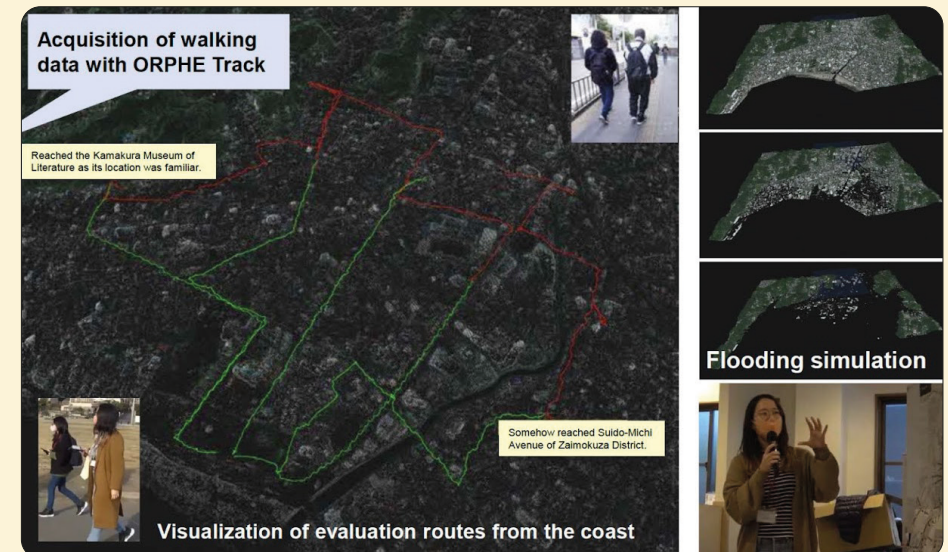 Acquisition of walking
data with ORPHE Track
Reached the Kamakura Museum of
Literature as its location was familiar.
Somehow reached Suido-Michi
Avenue of Zaimokuza District.
Visualization of evaluation routes from the coast
Flooding simulation